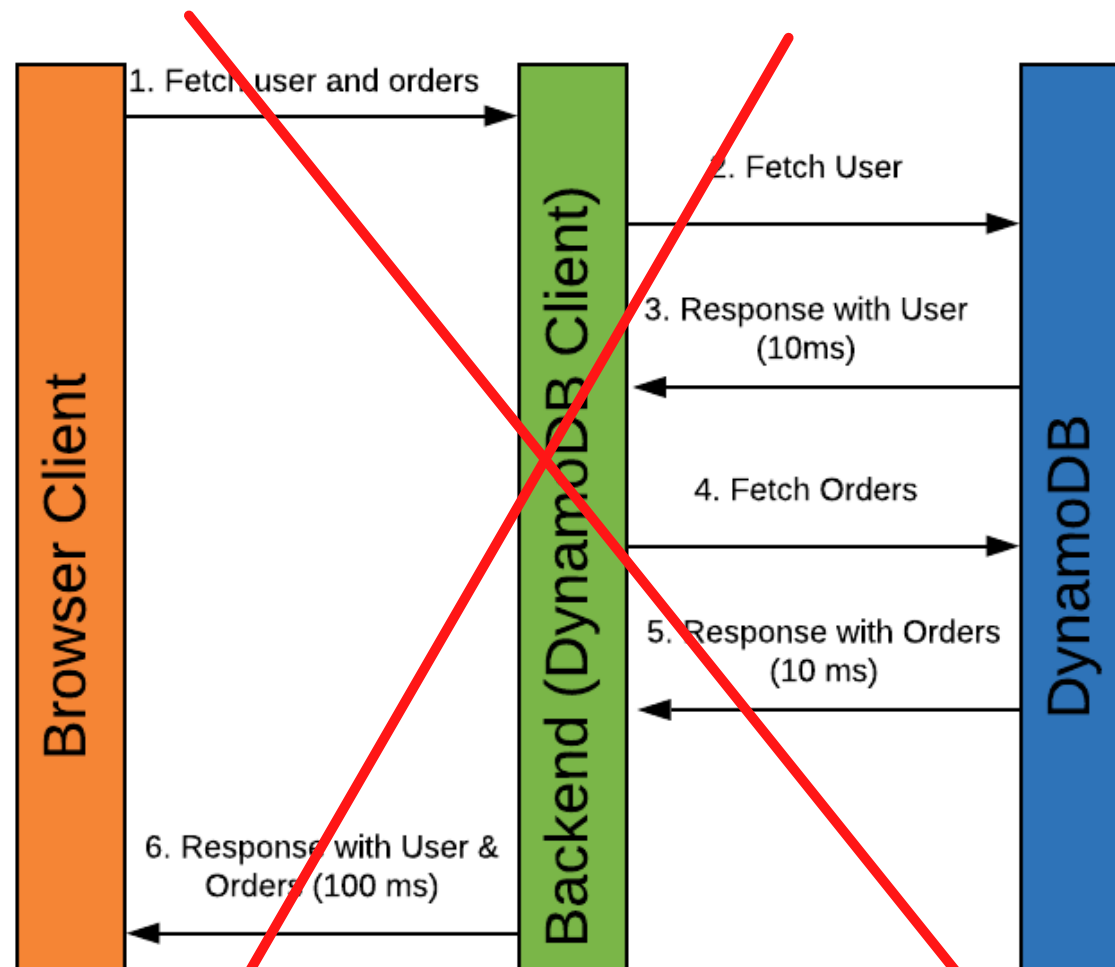 1. Fetch user and orders
2. Fetch User
3. Response with User
(10ms)
4. Fetch Orders
5. Response with Orders
(10 ms)
6. Response with User &
Orders (100 ms)
Browser Client
Backend (DynamoDB Client)
DynamoDB